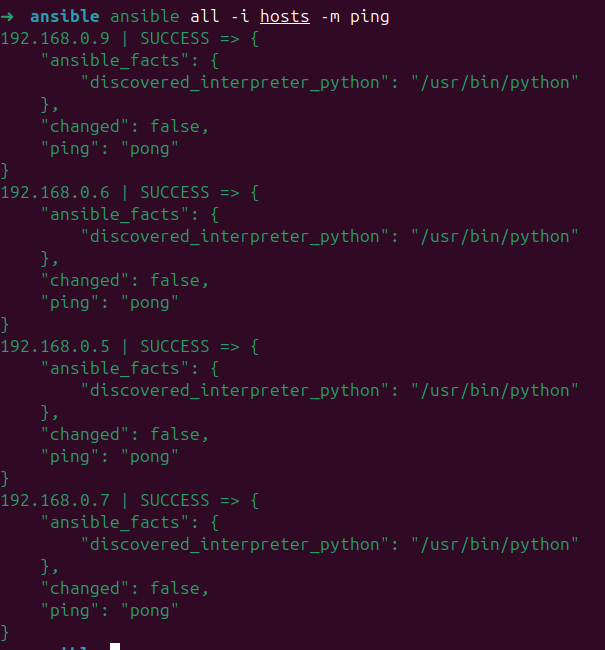 ➜  ansible ansible all -i hosts -m ping
192.168.0.9 | SUCCESS => {
    "ansible_facts": {
        "discovered_interpreter_python": "/usr/bin/python"
    },
    "changed": false,
    "ping": "pong"
}
192.168.0.6 | SUCCESS => {
    "ansible_facts": {
        "discovered_interpreter_python": "/usr/bin/python"
    },
    "changed": false,
    "ping": "pong"
}
192.168.0.5 | SUCCESS => {
    "ansible_facts": {
        "discovered_interpreter_python": "/usr/bin/python"
    },
    "changed": false,
    "ping": "pong"
}
192.168.0.7 | SUCCESS => {
    "ansible_facts": {
        "discovered_interpreter_python": "/usr/bin/python"
    },
    "changed": false,
    "ping": "pong"
}
ansible